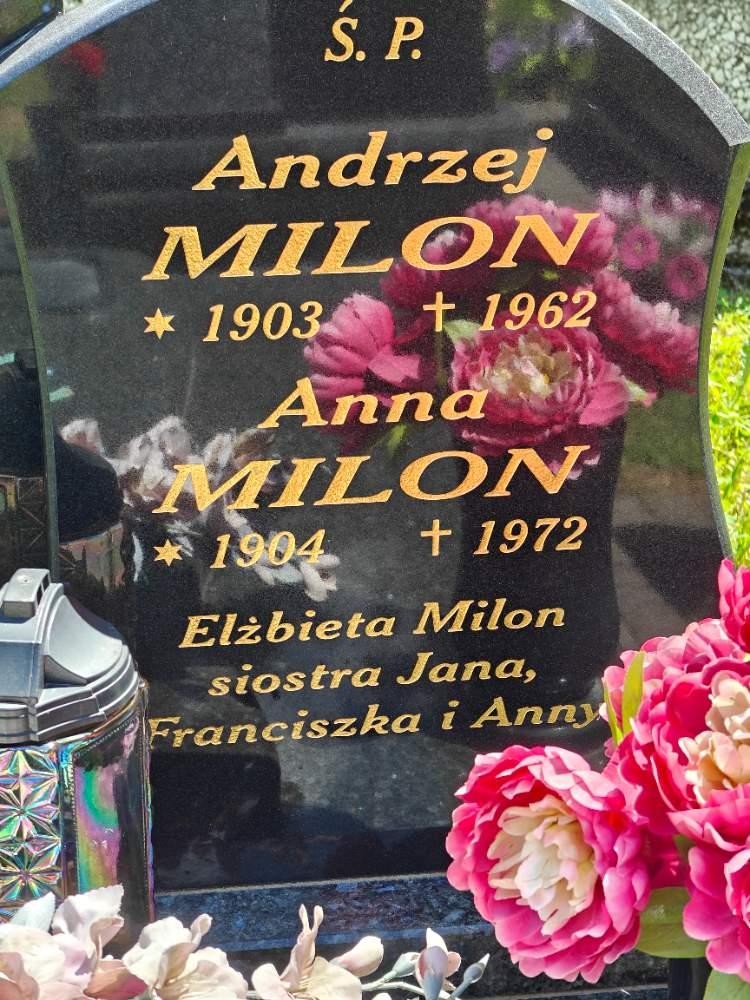 Ś. P.
Andrzej
MILON
✶ 1903 † 1962
Anna
MILON
✶ 1904 † 1972
Elżbieta Milon
siostra Jana,
Franciszka i Anny